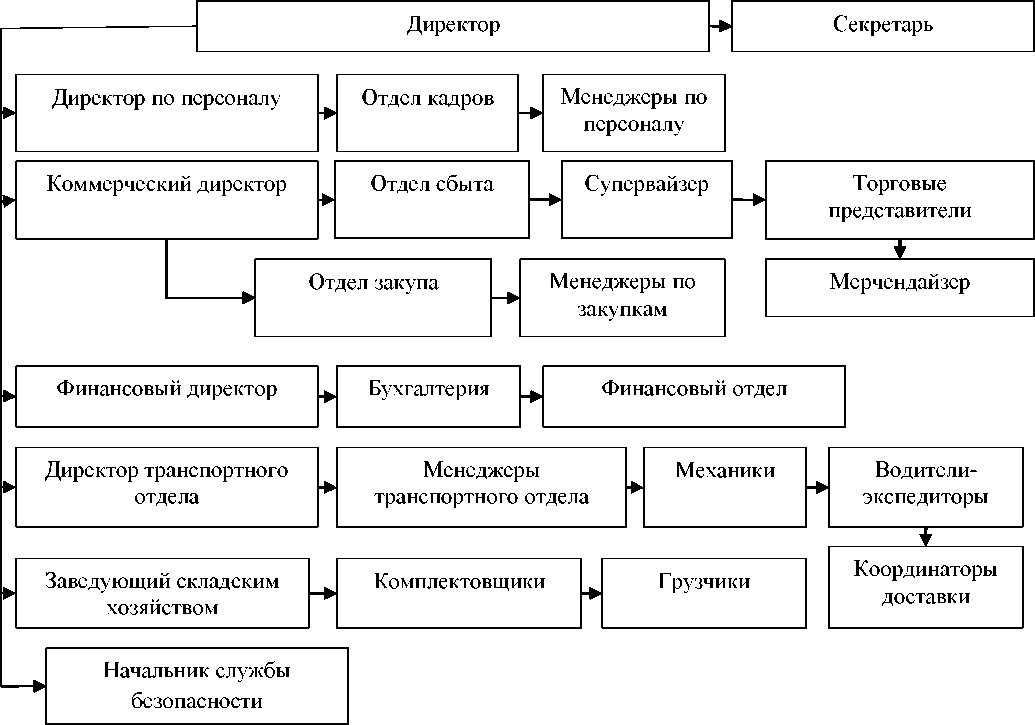 Директор
Секретарь
Директор по персоналу
Отдел кадров
Менеджеры по
персоналу
Коммерческий директор
Отдел сбыта
Супервайзер
Торговые
представители
Отдел закупа
Менеджеры по
закупкам
Мерчендайзер
Финансовый директор
Бухгалтерия
Финансовый отдел
Директор транспортного
отдела
Менеджеры
транспортного отдела
Механики
Водители-
экспедиторы
Заведующий складским
хозяйством
Комплектовщики
Грузчики
Координаторы
доставки
Начальник службы
безопасности